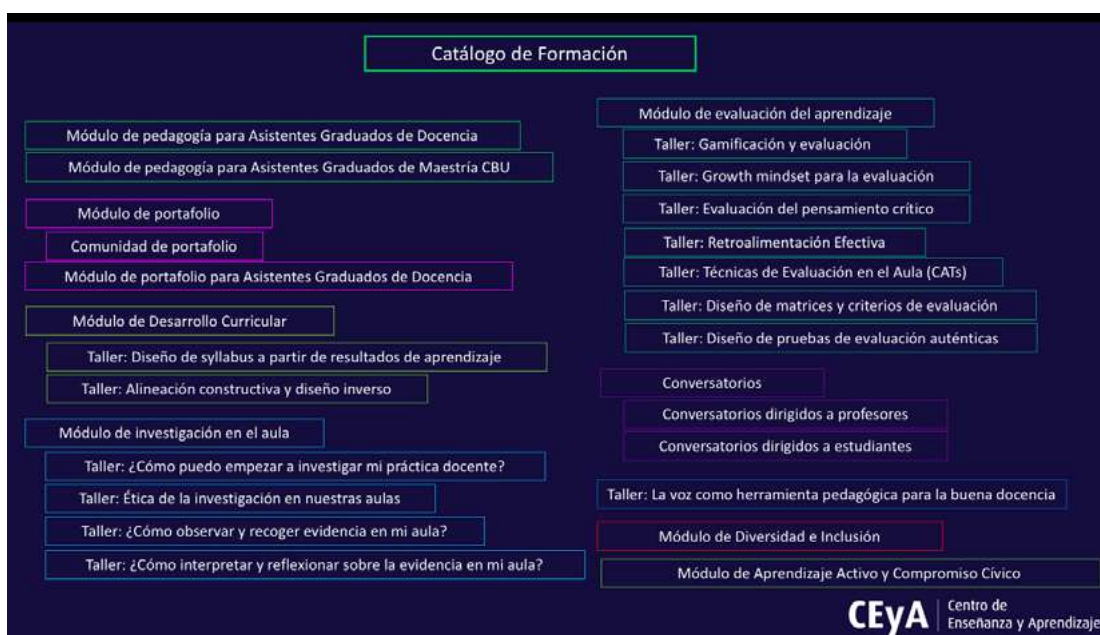 Catálogo de Formación
Módulo de pedagogía para Asistentes Graduados de Docencia
Módulo de pedagogía para Asistentes Graduados de Maestría CBU
Módulo de portafolio
Comunidad de portafolio
Módulo de portafolio para Asistentes Graduados de Docencia
Módulo de Desarrollo Curricular
Taller: Diseño de syllabus a partir de resultados de aprendizaje
Taller: Alineación constructiva y diseño inverso
Módulo de investigación en el aula
Taller: ¿Cómo puedo empezar a investigar mi práctica docente?
Taller: Ética de la investigación en nuestras aulas
Taller: ¿Cómo observar y recoger evidencia en mi aula?
Taller: ¿Cómo interpretar y reflexionar sobre la evidencia en mi aula?
Módulo de evaluación del aprendizaje
Taller: Gamificación y evaluación
Taller: Growth mindset para la evaluación
Taller: Evaluación del pensamiento crítico
Taller: Retroalimentación Efectiva
Taller: Técnicas de Evaluación en el Aula (CATs)
Taller: Diseño de matrices y criterios de evaluación
Taller: Diseño de pruebas de evaluación auténticas
Conversatorios
Conversatorios dirigidos a profesores
Conversatorios dirigidos a estudiantes
Taller: La voz como herramienta pedagógica para la buena docencia
Módulo de Diversidad e Inclusión
Módulo de Aprendizaje Activo y Compromiso Cívico
CEyA
Centro de
Enseñanza y Aprendizaje